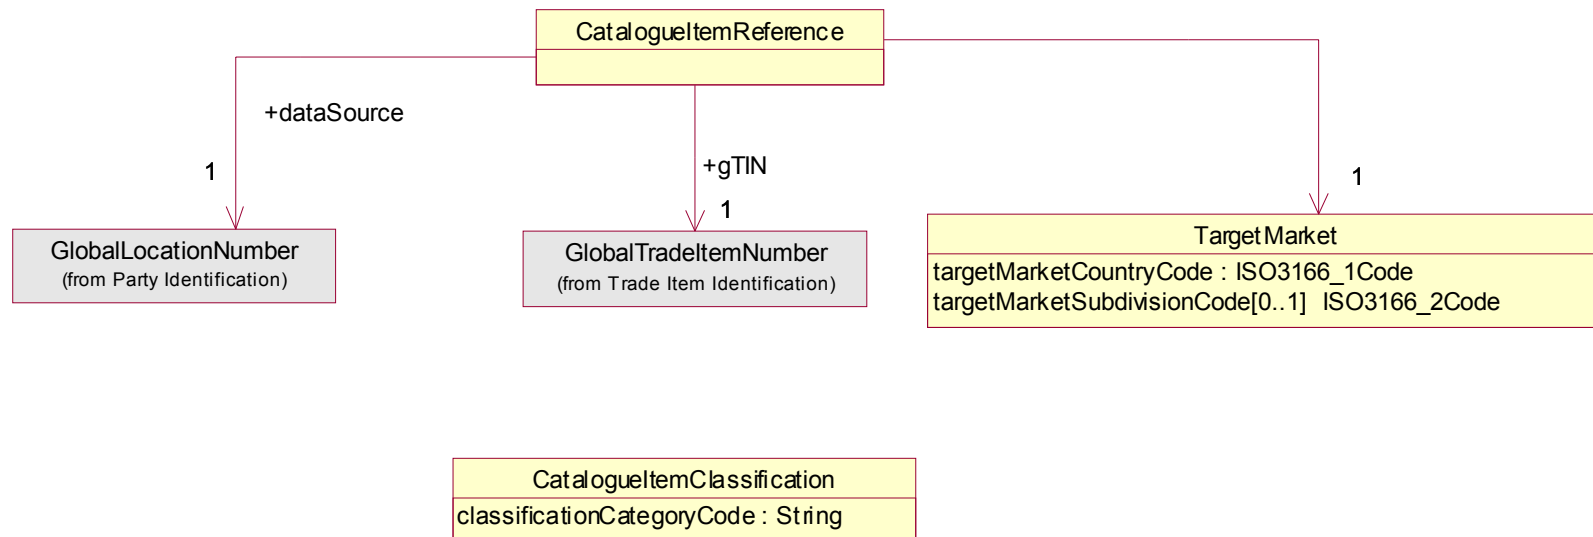 CatalogueItemReference
+dataSource
1
+gTIN
1
1
GlobalLocationNumber
(from Party Identification)
GlobalTradeItemNumber
(from Trade Item Identification)
TargetMarket
targetMarketCountryCode : ISO3166_1Code
targetMarketSubdivisionCode[0..1] ISO3166_2Code
CatalogueItemClassification
classificationCategoryCode : String